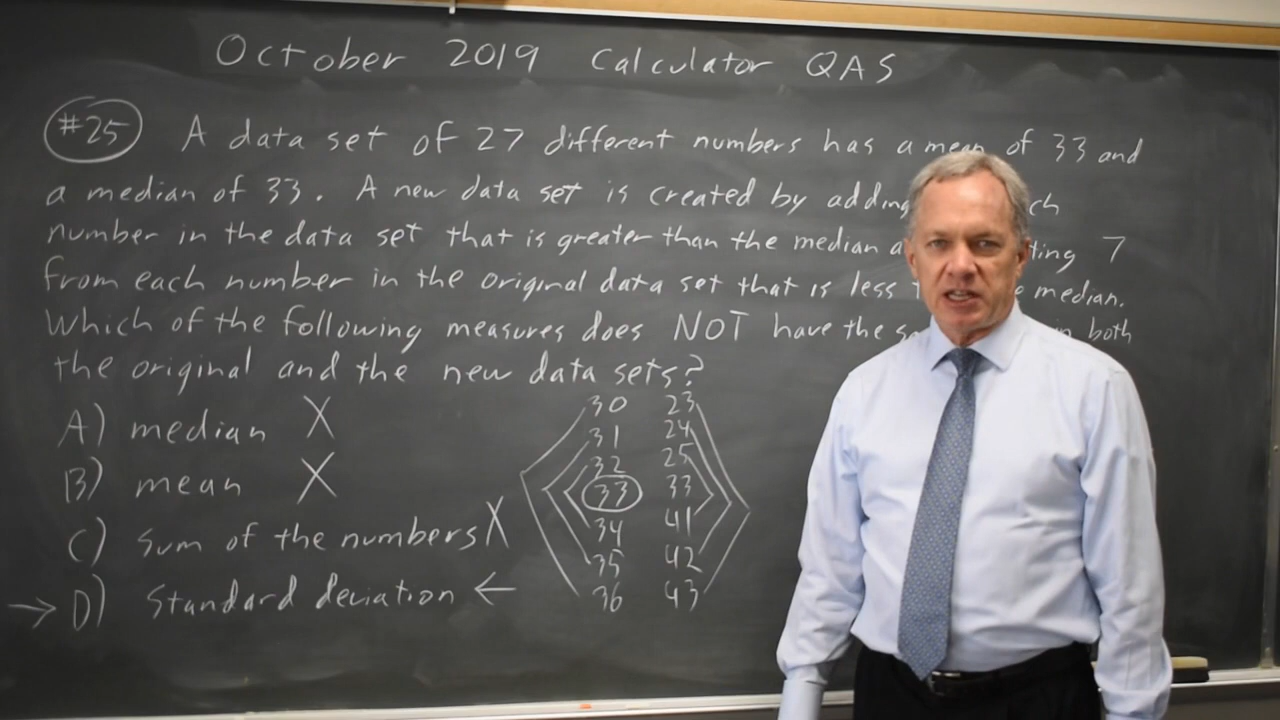 October 2019 Calculator QAS
#25 A data set of 27 different numbers has a mean of 33 and
a median of 33. A new data set is created by adding ch
number in the data set that is greater than the median a ting 7
from each number in the original data set that is less median.
Which of the following measures does NOT have the in both
the original and the new data sets?
A) median X
B) mean X
C) Sum of the numbers X
→ D) Standard deviation ←
30 23
31 24
32 25
33 33
34 41
35 42
36 43